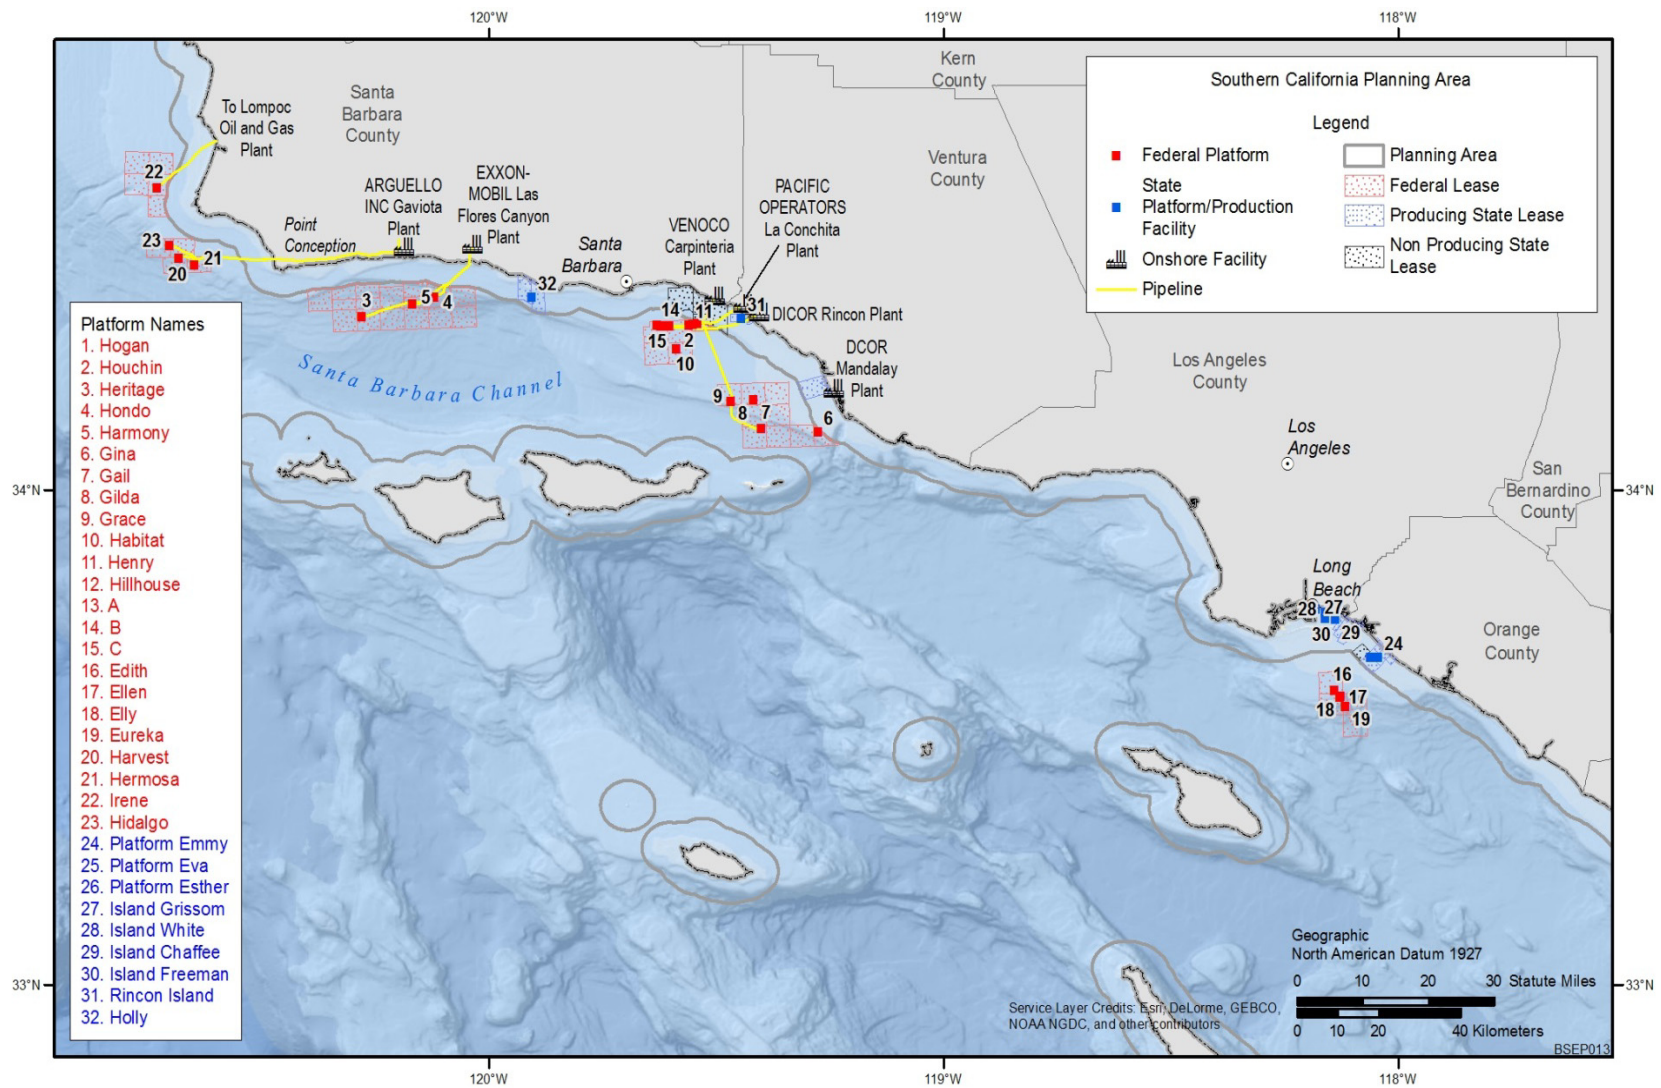 120°W
119°W
118°W
Kern
County
Southern California Planning Area
Legend
Federal Platform
State
Platform/Production
Facility
Onshore Facility
Pipeline
Planning Area
Federal Lease
Producing State Lease
Non Producing State
Lease
Santa
Barbara
County
To Lompoc
Oil and Gas
Plant
Ventura
County
EXXON-
MOBIL Las
Flores Canyon
Plant
ARGUELLO
INC Gaviota
Plant
PACIFIC
OPERATORS
La Conchita
Plant
VENOCO
Carpinteria
Plant
Point
Conception
Santa
Barbara
22
23
20
21
3
5
4
32
14
11
31
DICOR Rincon Plant
15
2
10
DCOR
Mandalay
Plant
9
8
7
6
Santa Barbara Channel
Los Angeles
County
Los
Angeles
San
Bernardino
County
34°N
34°N
Long
Beach
28
27
30
29
24
Orange
County
16
17
18
19
Platform Names
1. Hogan
2. Houchin
3. Heritage
4. Hondo
5. Harmony
6. Gina
7. Gail
8. Gilda
9. Grace
10. Habitat
11. Henry
12. Hillhouse
13. A
14. B
15. C
16. Edith
17. Ellen
18. Elly
19. Eureka
20. Harvest
21. Hermosa
22. Irene
23. Hidalgo
24. Platform Emmy
25. Platform Eva
26. Platform Esther
27. Island Grissom
28. Island White
29. Island Chaffee
30. Island Freeman
31. Rincon Island
32. Holly
Geographic
North American Datum 1927
0 10 20 30 Statute Miles
0 10 20 40 Kilometers
33°N
33°N
Service Layer Credits: Esri, DeLorme, GEBCO,
NOAA NGDC, and other contributors
BSEP013
120°W
119°W
118°W